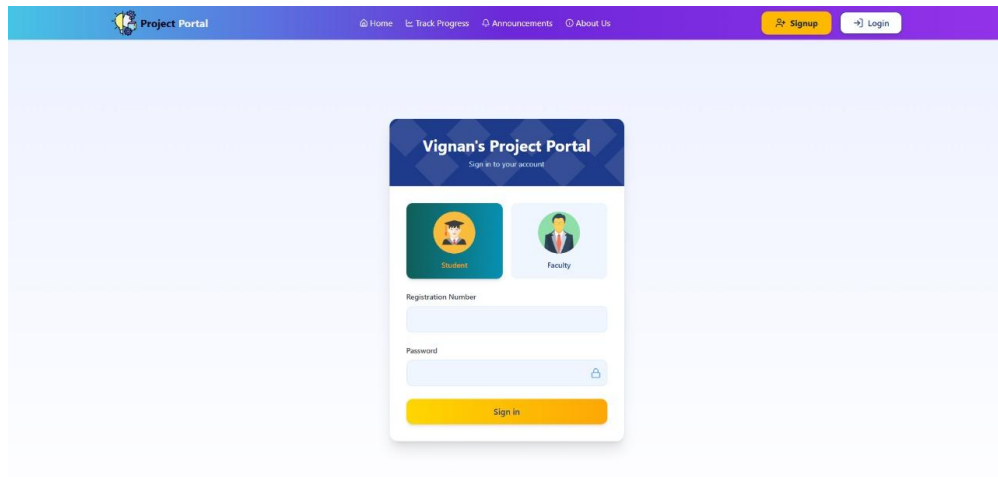 Project Portal Home Track Progress Announcements About Us Signup Login
Vignan's Project Portal
Sign in to your account
Student Faculty
Registration Number
Password
Sign in